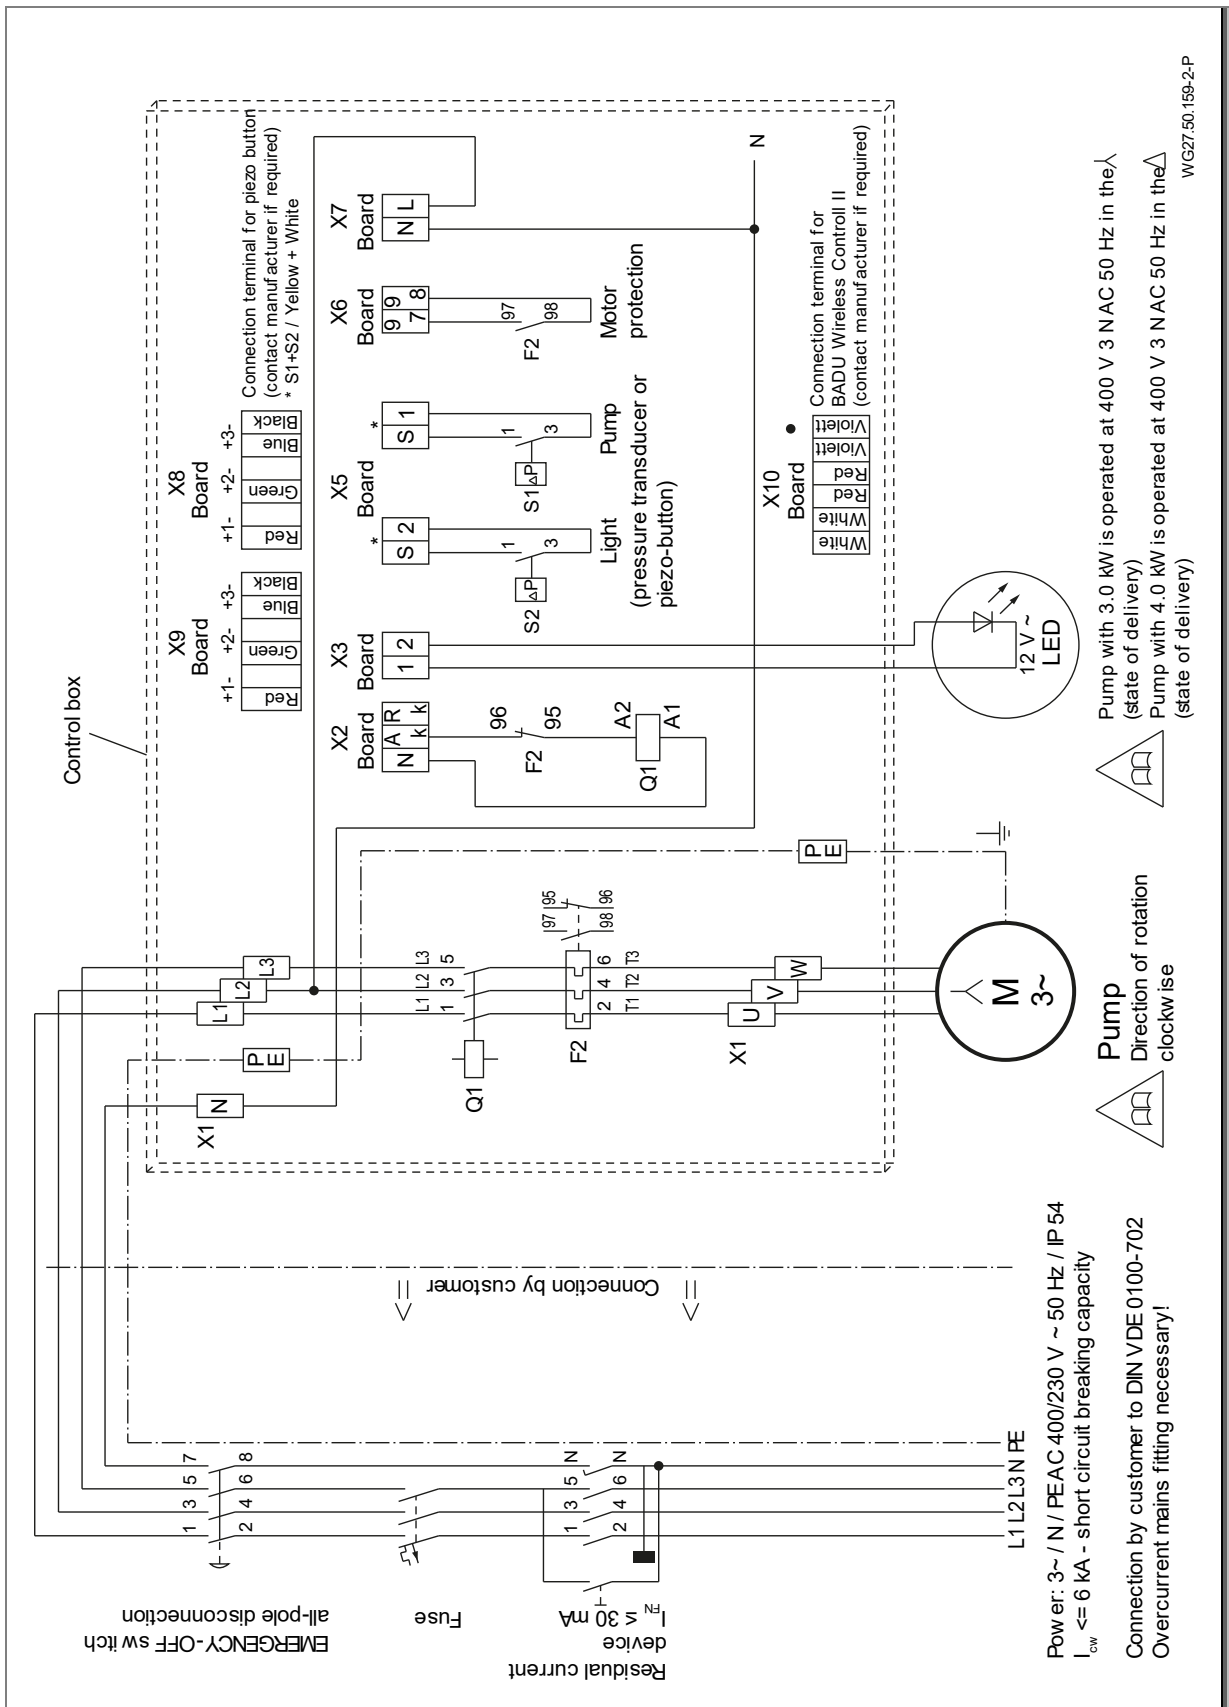 EMERGENCY-OFF switch
all-pole disconnection
1 3 5 7
2 4 6 8
Fuse
Residual current
device
I FN ≤ 30 mA
1 3 5 N
2 4 6 N
L1 L2 L3 N PE
Power: 3~ / N / PE AC 400/230 V ~ 50 Hz / IP 54
I cw <= 6 kA - short circuit breaking capacity
Connection by customer to DIN VDE 0100-702
Overcurrent mains fitting necessary!
Connection by customer
Control box
X1
N
PE
L1
L2
L3
Q1
L1 L2 L3
1 3 5
F2
97 95
98 96
2 4 6
T1 T2 T3
X1
U
V
W
PE
M
3~
Pump
Direction of rotation
clockwise
X9
Board
+1- +2- +3-
Red Green Blue Black
X8
Board
+1- +2- +3-
Red Green Blue Black
Connection terminal for piezo button
(contact manufacturer if required)
* S1+S2 / Yellow + White
X2
Board
N A R
k k
96
F2
95
A2
Q1
A1
X3
Board
1 2
X5
Board
*
S 2
1
S2 ΔP
3
Light
*
S 1
1
S1 ΔP
3
Pump
(pressure transducer or
piezo-button)
X6
Board
9 9
7 8
97
F2
98
Motor
protection
X7
Board
N L
N
X10
Board
White White Red Red Violett Violett
Connection terminal for
BADU Wireless Controll II
(contact manufacturer if required)
12 V ~
LED
Pump with 3.0 kW is operated at 400 V 3 N AC 50 Hz in the
(state of delivery)
Pump with 4.0 kW is operated at 400 V 3 N AC 50 Hz in the
(state of delivery)
WG27.50.159-2-P